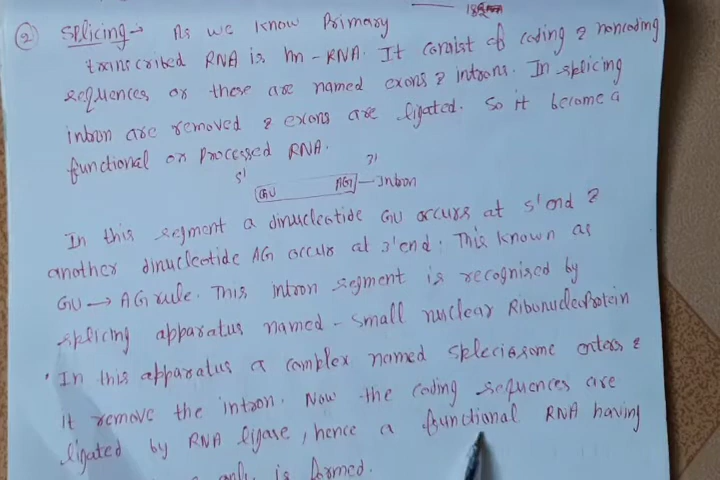 ② Splicing → As we know Primary
transcribed RNA is hn-RNA. It consist of coding & noncoding
sequences or these are named exons & introns. In splicing
intron are removed & exons are ligated. So it become a
functional or Processed RNA.
5' 3'
GU AG — Intron
In this segment a dinucleotide GU occurs at 5' end &
another dinucleotide AG occur at 3' end. This known as
GU → AG rule. This intron segment is recognised by
splicing apparatus named - Small nuclear RibonucleoProtein
• In this apparatus a complex named Spleciosome enters &
it remove the intron. Now the coding sequences are
ligated by RNA ligase, hence a functional RNA having
only is formed.